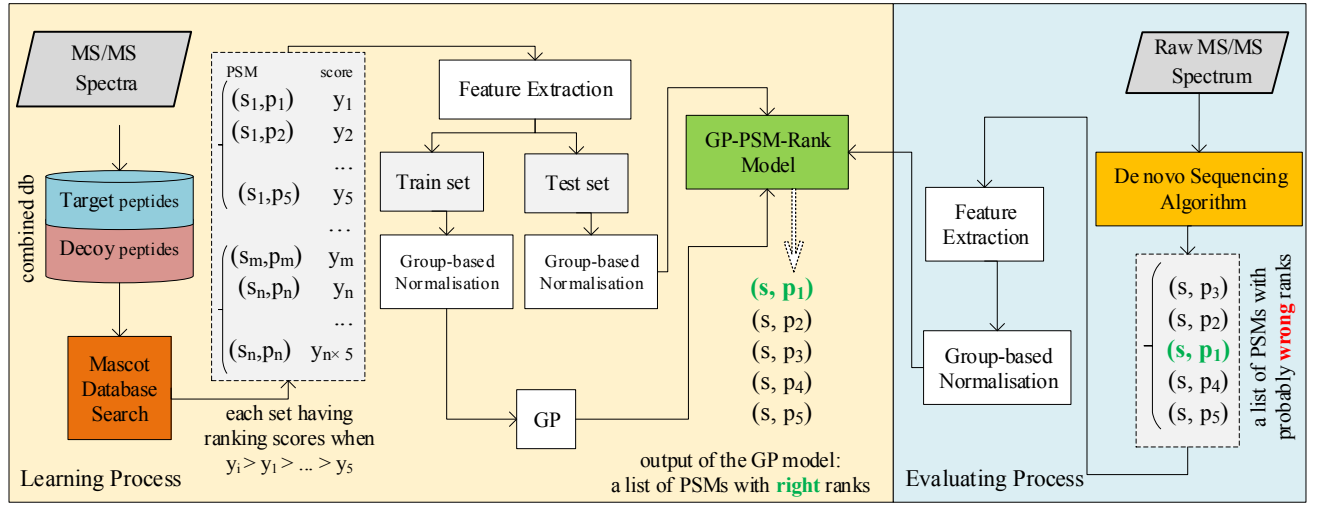 MS/MS
Spectra
combined db
Target peptides
Decoy peptides
Mascot
Database
Search
PSM score
(s₁,p₁) y₁
(s₁,p₂) y₂
...
(s₁,p₅) y₅
...
(sₘ,pₘ) yₘ
(sₙ,pₙ) yₙ
...
(sₙ,pₙ) yₙ×₅
each set having
ranking scores when
yᵢ > y₁ > ... > y₅
Learning Process
Feature Extraction
Train set
Test set
Group-based
Normalisation
Group-based
Normalisation
GP
GP-PSM-Rank
Model
(s, p₁)
(s, p₂)
(s, p₃)
(s, p₄)
(s, p₅)
output of the GP model:
a list of PSMs with right ranks
Raw MS/MS
Spectrum
De novo Sequencing
Algorithm
Feature
Extraction
Group-based
Normalisation
(s, p₃)
(s, p₂)
(s, p₁)
(s, p₄)
(s, p₅)
a list of PSMs with
probably wrong ranks
Evaluating Process